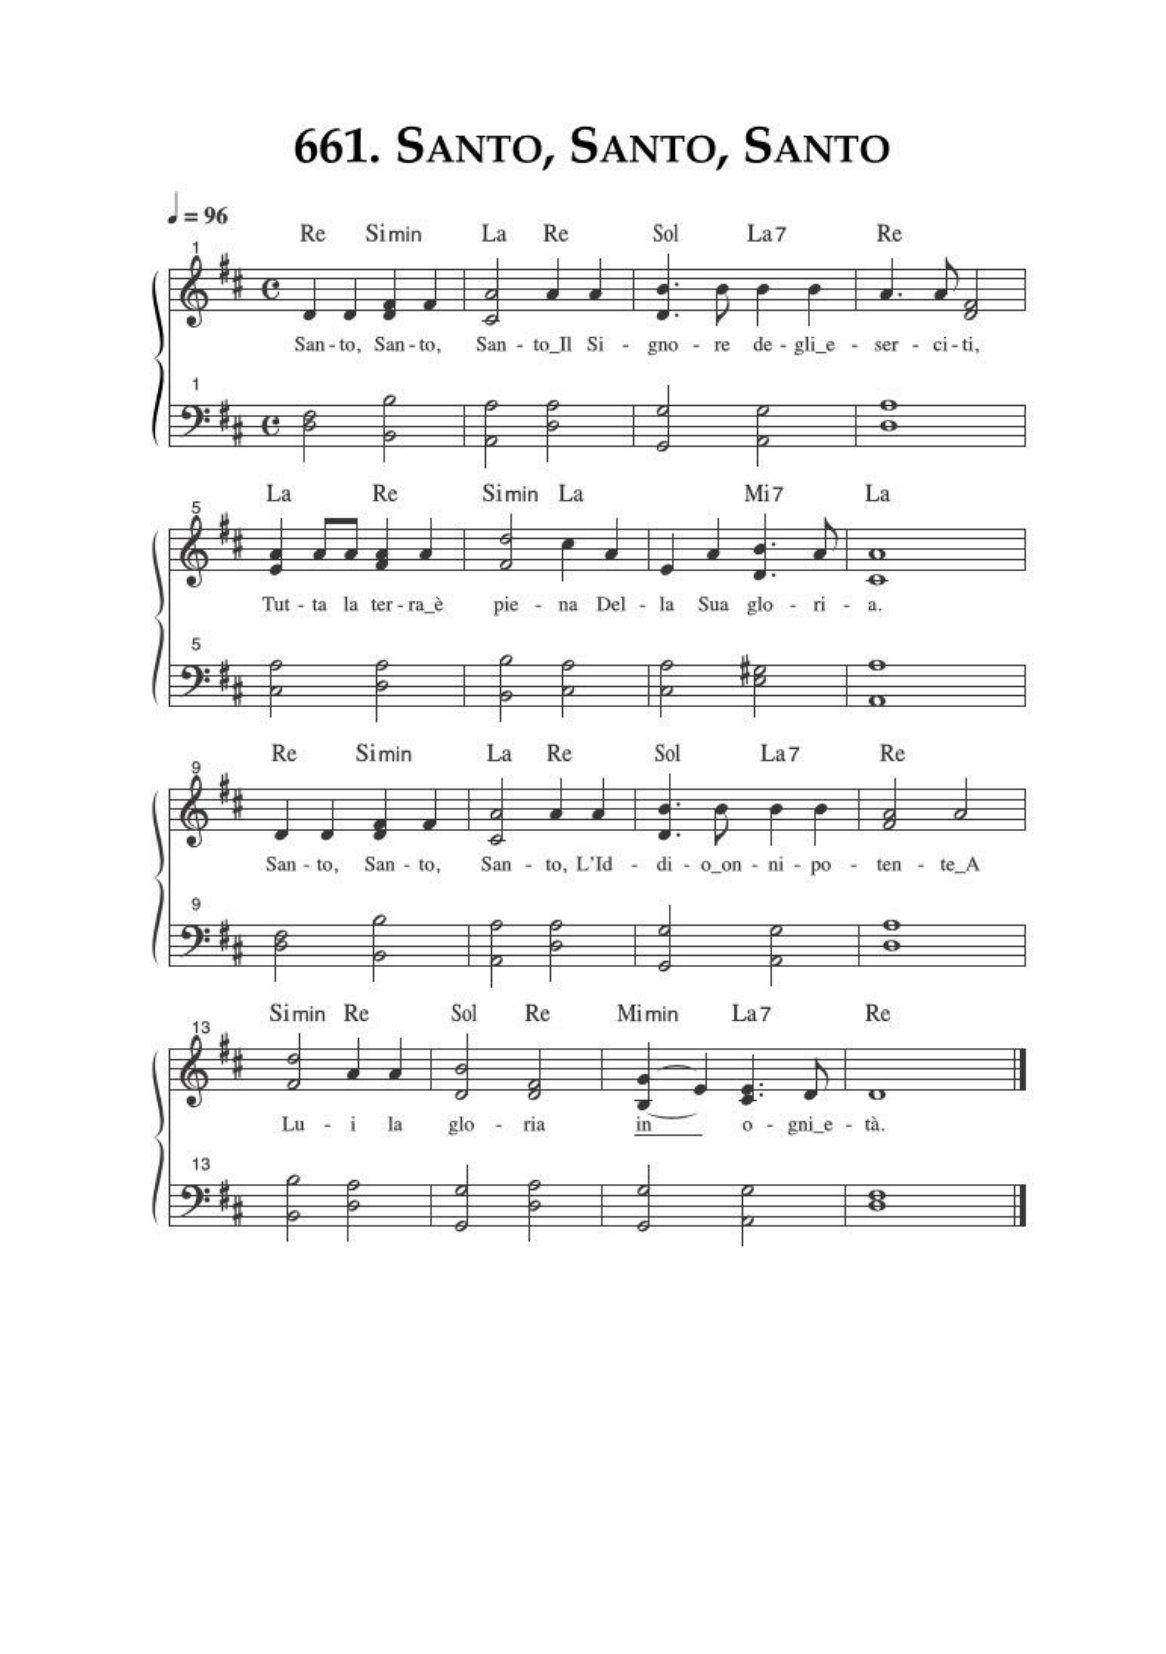 661. SANTO, SANTO, SANTO
= 96
Re Simin La Re Sol La7 Re
1
San - to, San - to, San - to_Il Si - gno - re de - gli_e - ser - ci - ti,
1
La Re Simin La Mi7 La
5
Tut - ta la ter - ra_è pie - na Del - la Sua glo - ri - a.
5
Re Simin La Re Sol La7 Re
9
San - to, San - to, San - to, L'Id - di - o_on - ni - po - ten - te_A
9
Simin Re Sol Re Mimin La7 Re
13
Lu - i la glo - ria in o - gni_e - tà.
13